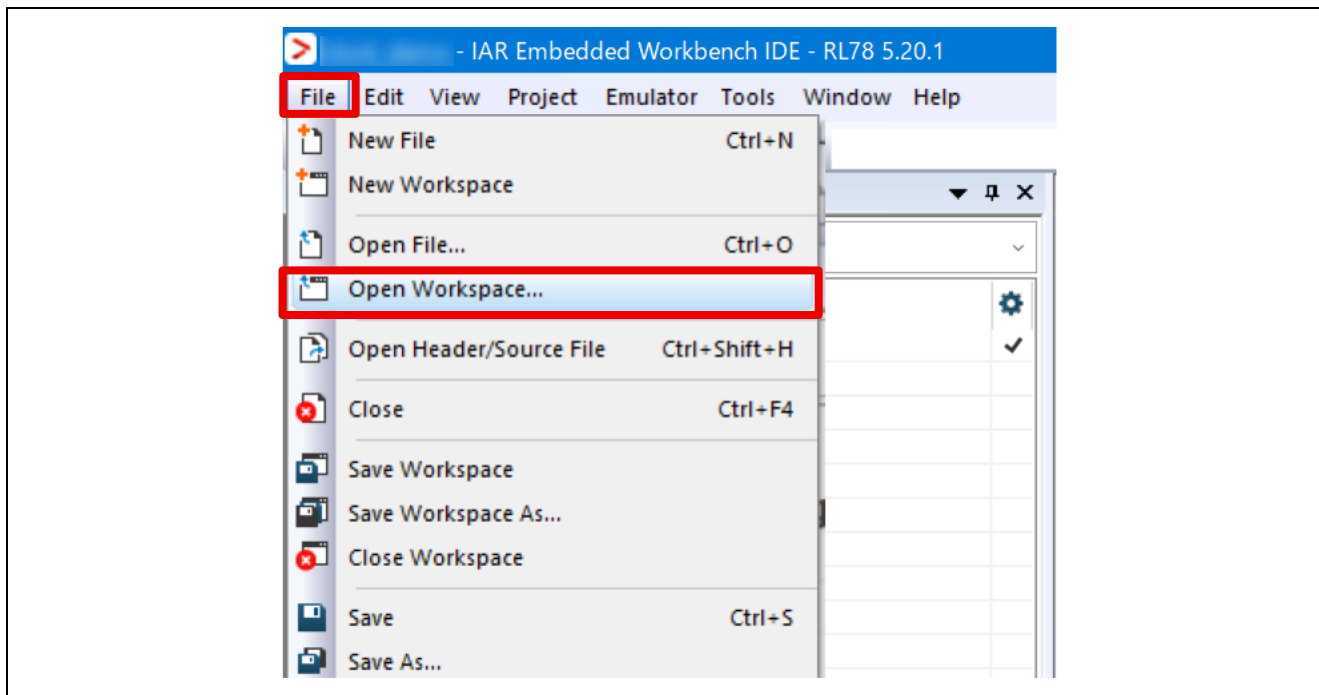 - IAR Embedded Workbench IDE - RL78 5.20.1
File Edit View Project Emulator Tools Window Help
New File Ctrl+N
New Workspace
Open File... Ctrl+O
Open Workspace...
Open Header/Source File Ctrl+Shift+H
Close Ctrl+F4
Save Workspace
Save Workspace As...
Close Workspace
Save Ctrl+S
Save As...